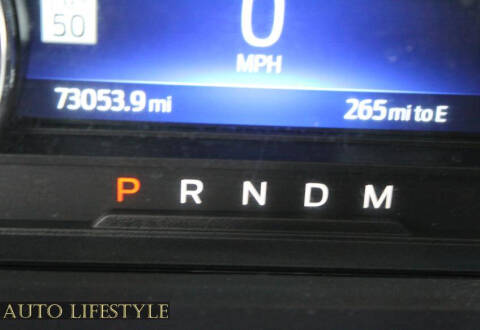 50
0
MPH
73053.9 mi 265 mi to E
P R N D M
AUTO LIFESTYLE